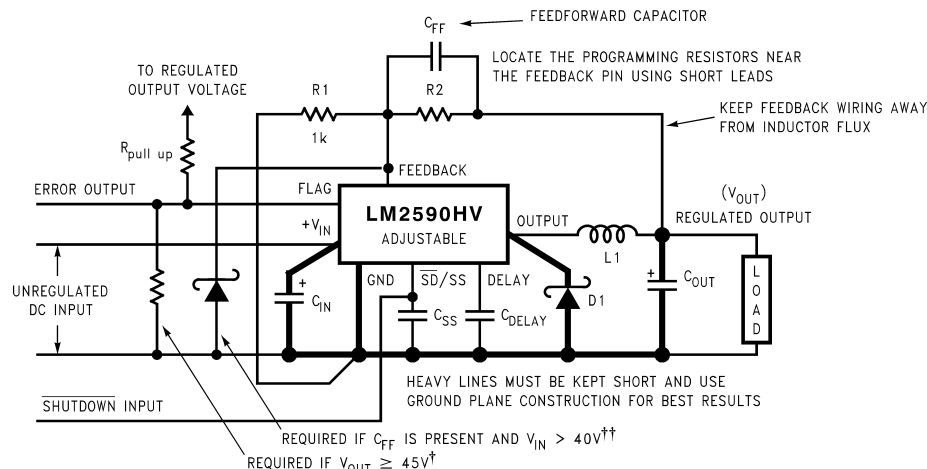 C_FF
FEEDFORWARD CAPACITOR
LOCATE THE PROGRAMMING RESISTORS NEAR
THE FEEDBACK PIN USING SHORT LEADS
TO REGULATED
OUTPUT VOLTAGE
R1
R2
KEEP FEEDBACK WIRING AWAY
FROM INDUCTOR FLUX
1k
R_pull up
FEEDBACK
ERROR OUTPUT
FLAG
LM2590HV
ADJUSTABLE
+V_IN
OUTPUT
(V_OUT)
REGULATED OUTPUT
L1
UNREGULATED
DC INPUT
+
C_IN
GND
S̅D̅/SS
DELAY
C_SS
C_DELAY
D1
+
C_OUT
LOAD
HEAVY LINES MUST BE KEPT SHORT AND USE
GROUND PLANE CONSTRUCTION FOR BEST RESULTS
S̅H̅U̅T̅D̅O̅W̅N̅ INPUT
REQUIRED IF C_FF IS PRESENT AND V_IN > 40V††
REQUIRED IF V_OUT ≥ 45V†